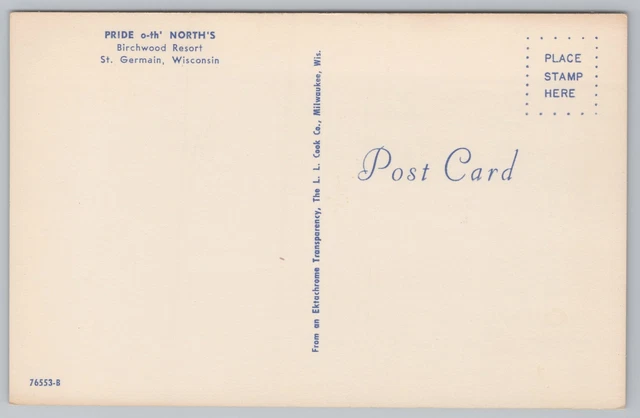 PRIDE o-th' NORTH'S
Birchwood Resort
St. Germain, Wisconsin
From an Ektachrome Transparency, The L. L. Cook Co., Milwaukee, Wis.
PLACE
STAMP
HERE
Post Card
76553-B